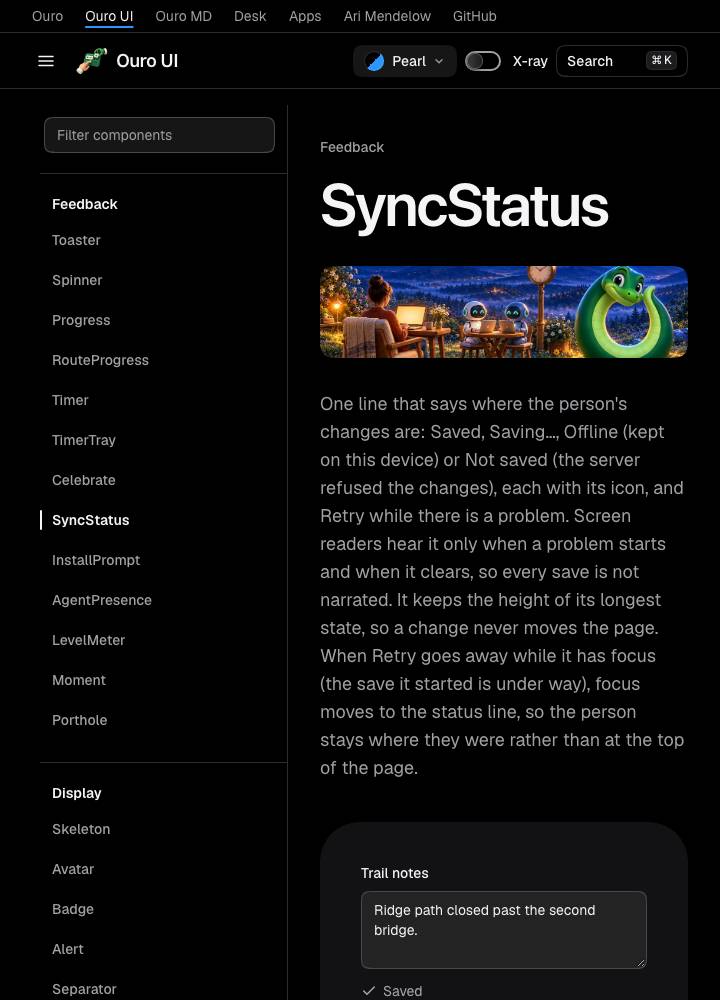 Ouro
Ouro UI
Ouro MD
Desk
Apps
Ari Mendelow
GitHub
Ouro UI
Pearl
X-ray
Search
⌘ K
Filter components
Feedback
Toaster
Spinner
Progress
RouteProgress
Timer
TimerTray
Celebrate
SyncStatus
InstallPrompt
AgentPresence
LevelMeter
Moment
Porthole
Display
Skeleton
Avatar
Badge
Alert
Separator
Feedback
SyncStatus
One line that says where the person's
changes are: Saved, Saving…, Offline (kept
on this device) or Not saved (the server
refused the changes), each with its icon, and
Retry while there is a problem. Screen
readers hear it only when a problem starts
and when it clears, so every save is not
narrated. It keeps the height of its longest
state, so a change never moves the page.
When Retry goes away while it has focus
(the save it started is under way), focus
moves to the status line, so the person
stays where they were rather than at the top
of the page.
Trail notes
Ridge path closed past the second
bridge.
Saved